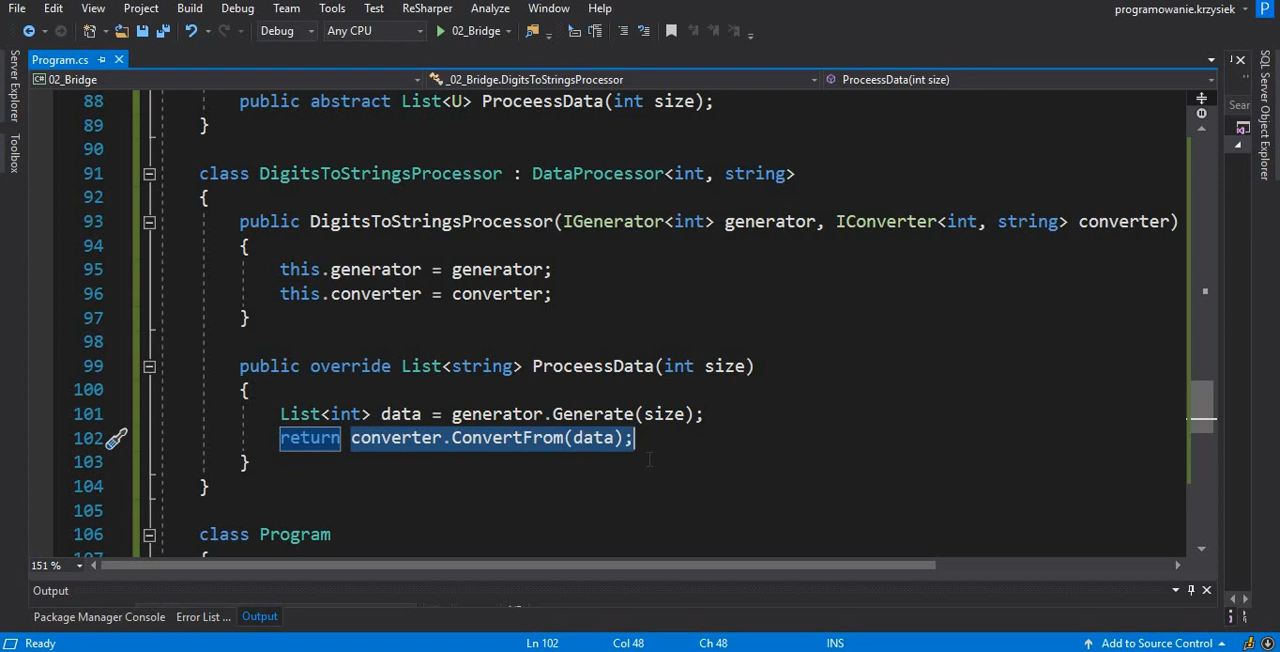 File Edit View Project Build Debug Team Tools Test ReSharper Analyze Window Help programowanie.krzysiek P
Debug Any CPU 02_Bridge
Program.cs
02_Bridge _02_Bridge.DigitsToStringsProcessor ProceessData(int size)
Server Explorer
Toolbox
SQL Server Object Explorer
Sear
88 public abstract List<U> ProceessData(int size);
89 }
90
91 class DigitsToStringsProcessor : DataProcessor<int, string>
92 {
93 public DigitsToStringsProcessor(IGenerator<int> generator, IConverter<int, string> converter)
94 {
95 this.generator = generator;
96 this.converter = converter;
97 }
98
99 public override List<string> ProceessData(int size)
100 {
101 List<int> data = generator.Generate(size);
102 return converter.ConvertFrom(data);
103 }
104 }
105
106 class Program
107 {
151 %
Output
Package Manager Console Error List ... Output
Ready Ln 102 Col 48 Ch 48 INS Add to Source Control